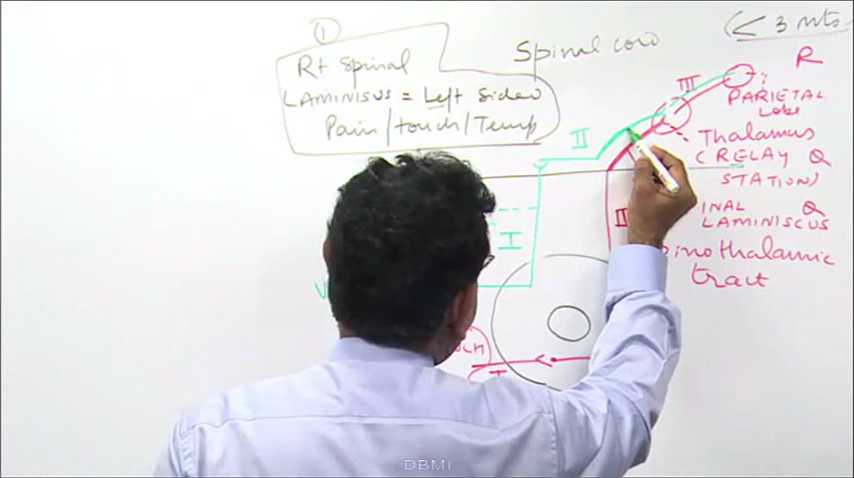 ①
Rt Spinal
LAMINISUS = Left Sided
Pain/touch/Temp
Spinal cord
(< 3 mts
R
III
PARIETAL
Lobe
II
Thalamus
( RELAY &
STATION)
I
II
INAL &
LAMINISCUS
inothalamic
tract
I
DBMI